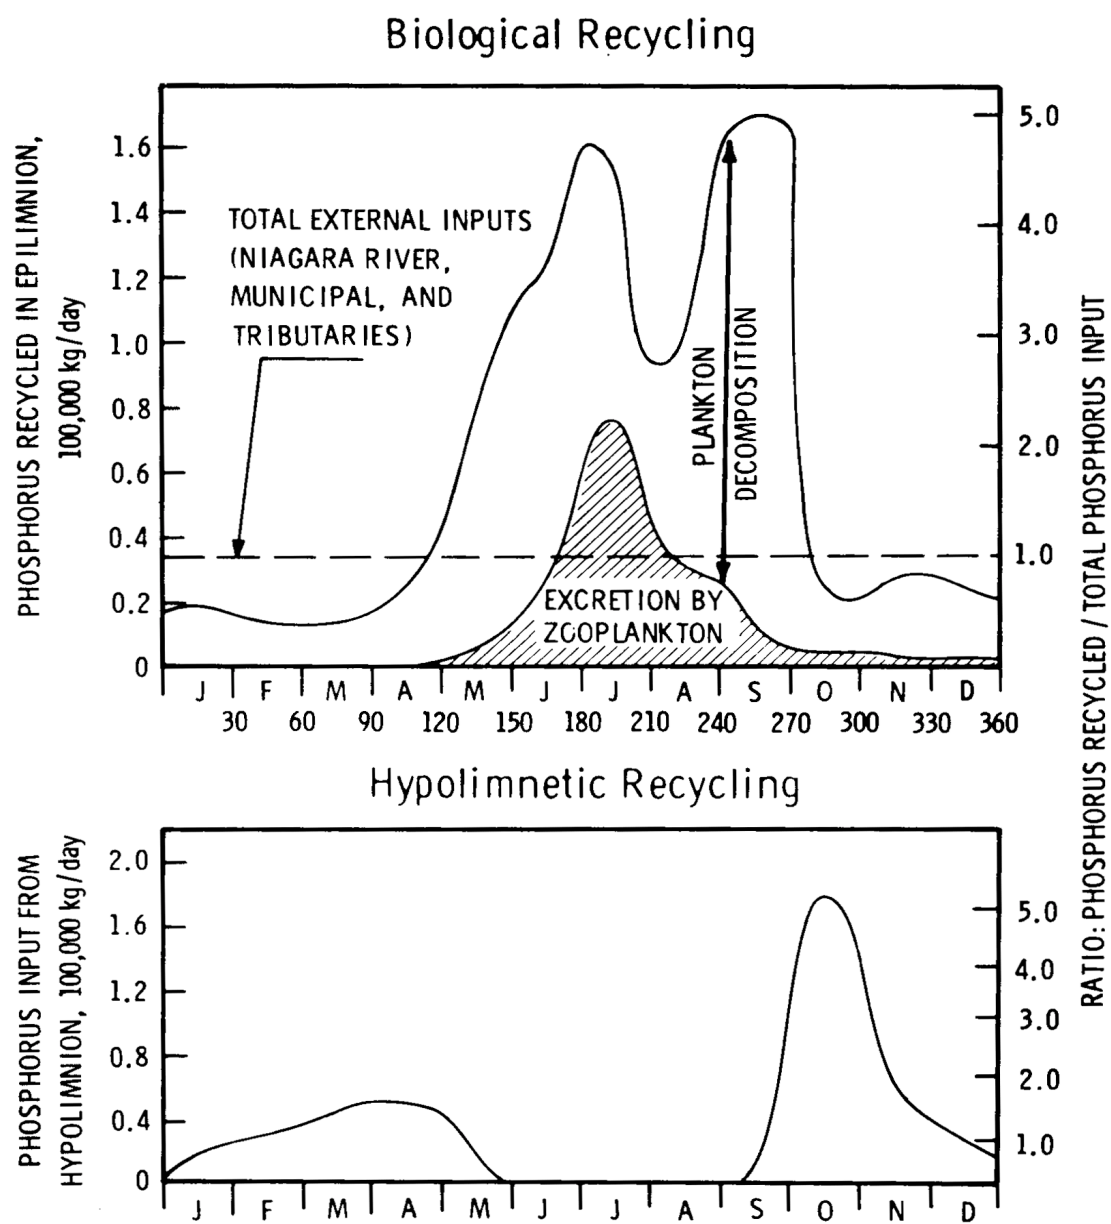 Biological Recycling
PHOSPHORUS RECYCLED IN EPILIMNION,
100,000 kg/day
1.6
1.4
1.2
1.0
0.8
0.6
0.4
0.2
0
TOTAL EXTERNAL INPUTS
(NIAGARA RIVER,
MUNICIPAL, AND
TRIBUTARIES)
PLANKTON
DECOMPOSITION
EXCRETION BY
ZOOPLANKTON
5.0
4.0
3.0
2.0
1.0
J F M A M J J A S O N D
30 60 90 120 150 180 210 240 270 300 330 360
RATIO: PHOSPHORUS RECYCLED / TOTAL PHOSPHORUS INPUT
Hypolimnetic Recycling
PHOSPHORUS INPUT FROM
HYPOLIMNION, 100,000 kg/day
2.0
1.6
1.2
0.8
0.4
0
5.0
4.0
3.0
2.0
1.0
J F M A M J J A S O N D